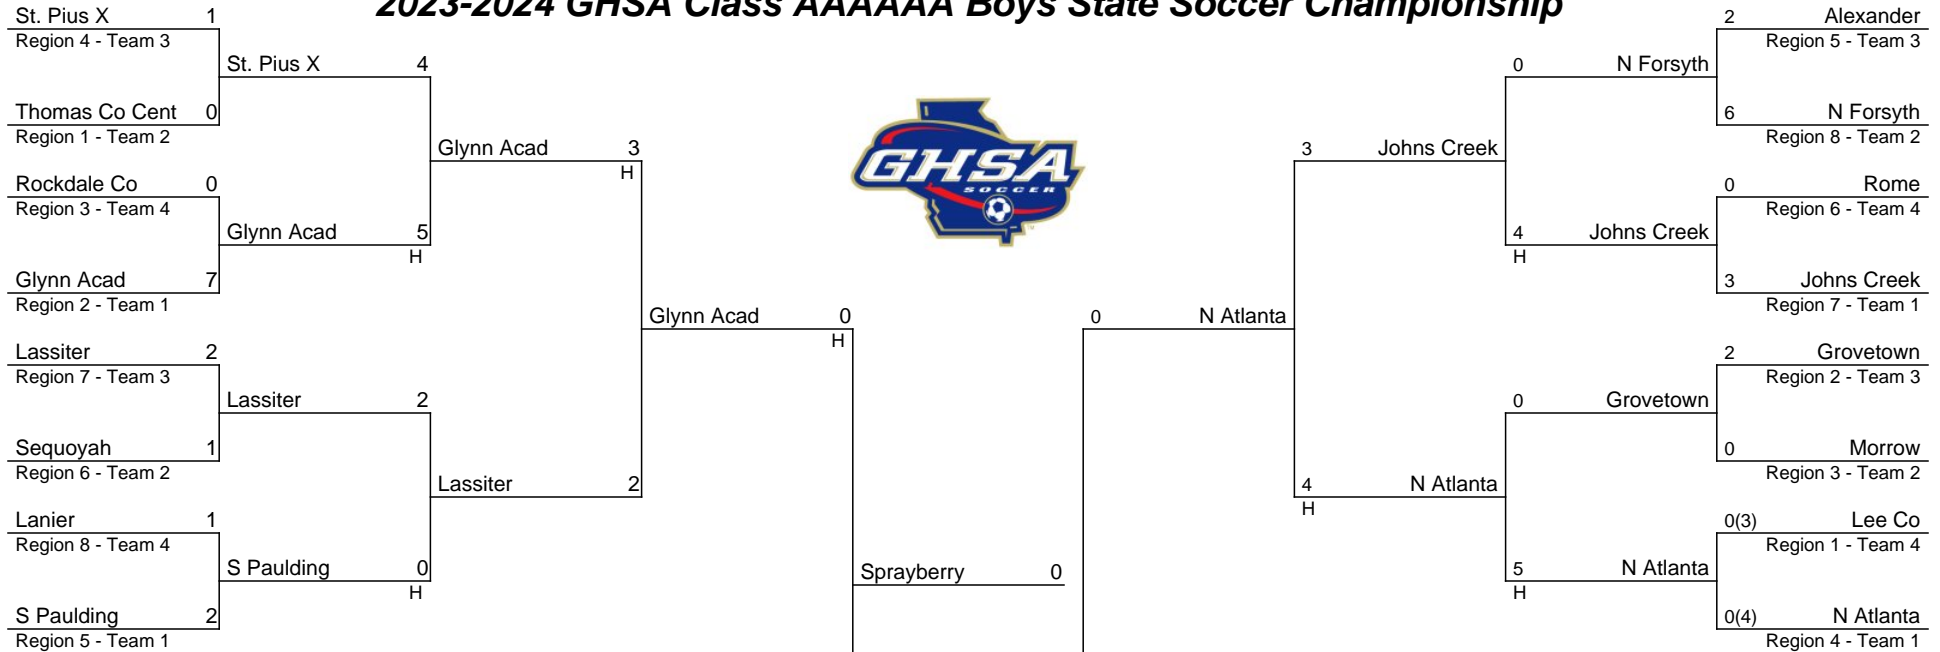 2023-2024 GHSA Class AAAAAA Boys State Soccer Championship
St. Pius X 1
Region 4 - Team 3
Thomas Co Cent 0
Region 1 - Team 2
Rockdale Co 0
Region 3 - Team 4
Glynn Acad 7
Region 2 - Team 1
Lassiter 2
Region 7 - Team 3
Sequoyah 1
Region 6 - Team 2
Lanier 1
Region 8 - Team 4
S Paulding 2
Region 5 - Team 1
St. Pius X 4
Glynn Acad 5
H
Lassiter 2
S Paulding 0
H
Glynn Acad 3
H
Lassiter 2
Glynn Acad 0
H
Sprayberry 0
GHSA
SOCCER
0 N Atlanta
3 Johns Creek
4 N Atlanta
H
0 N Forsyth
4 Johns Creek
H
0 Grovetown
5 N Atlanta
H
2 Alexander
Region 5 - Team 3
6 N Forsyth
Region 8 - Team 2
0 Rome
Region 6 - Team 4
3 Johns Creek
Region 7 - Team 1
2 Grovetown
Region 2 - Team 3
0 Morrow
Region 3 - Team 2
0(3) Lee Co
Region 1 - Team 4
0(4) N Atlanta
Region 4 - Team 1